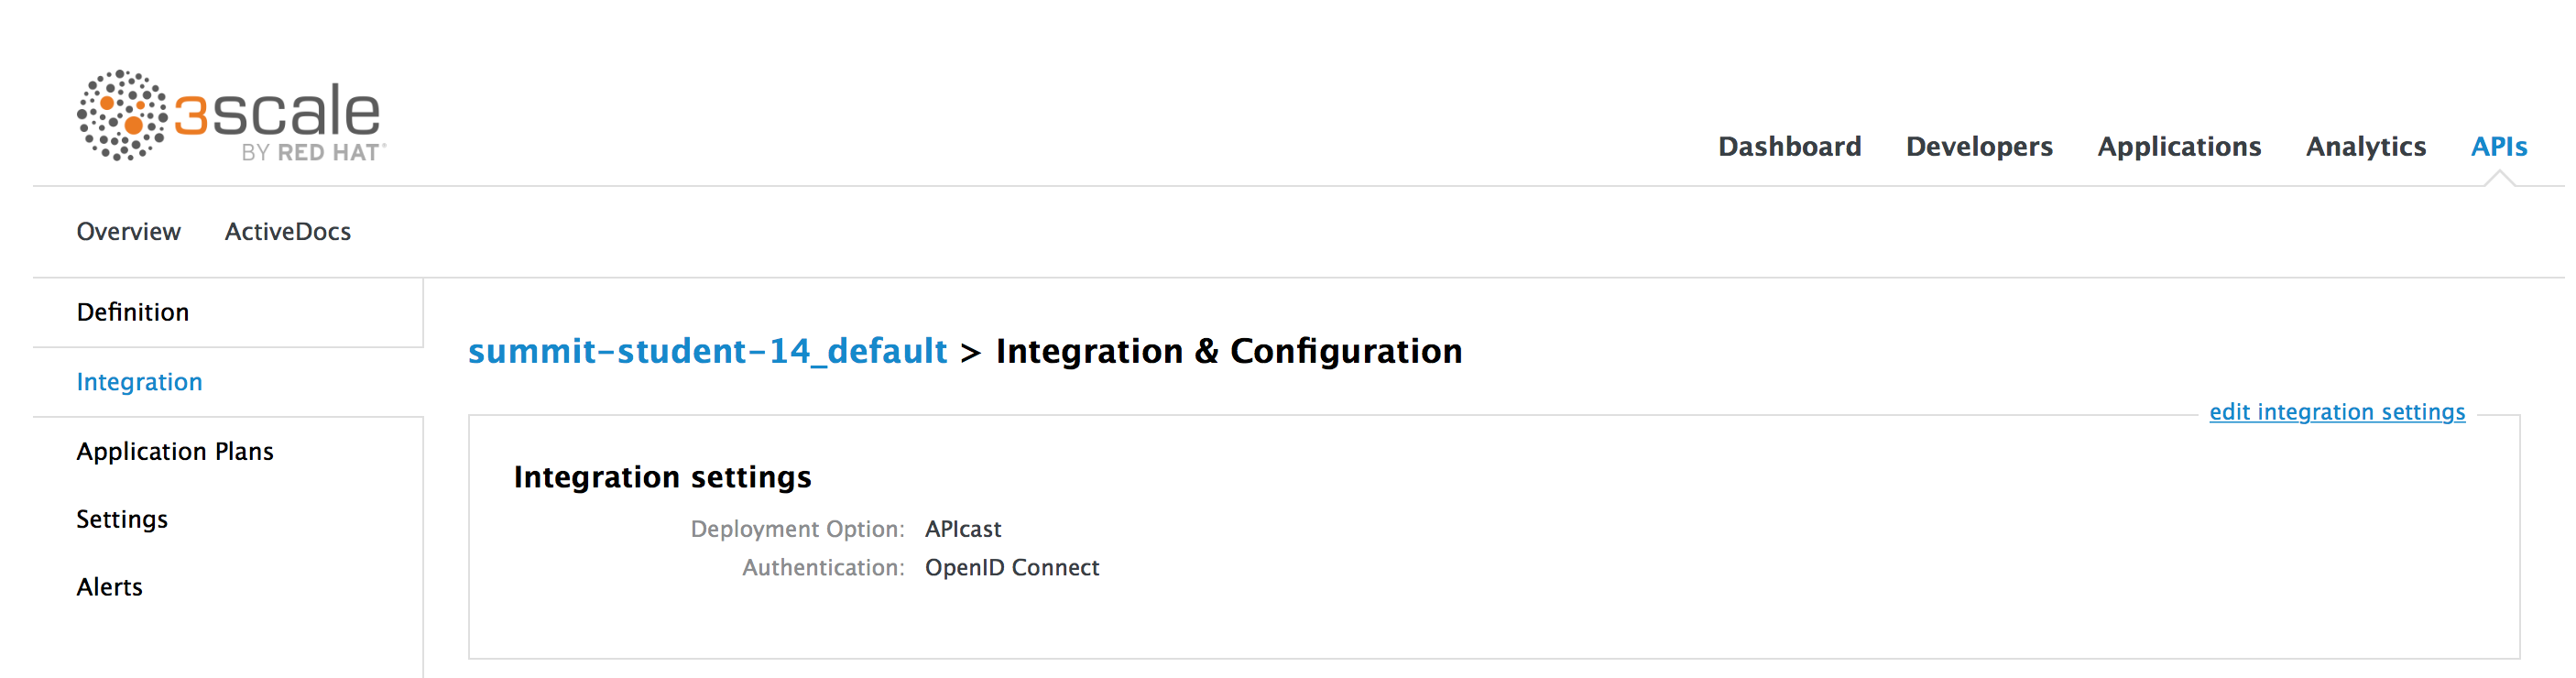 3scale
BY RED HAT®
Dashboard Developers Applications Analytics APIs
Overview ActiveDocs
Definition
Integration
Application Plans
Settings
Alerts
summit-student-14_default > Integration & Configuration
edit integration settings
Integration settings
Deployment Option: APIcast
Authentication: OpenID Connect